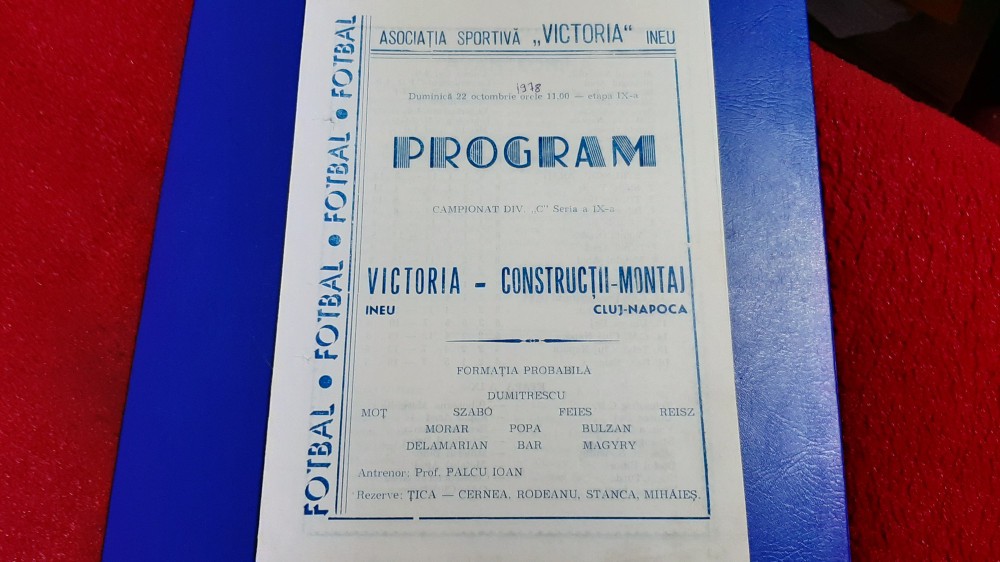 FOTBAL • FOTBAL • FOTBAL • FOTBAL
ASOCIAȚIA SPORTIVĂ „VICTORIA“ INEU
1978
Duminică 22 octombrie orele 11,00 — etapa IX-a
PROGRAM
CAMPIONAT DIV. „C” Seria a IX-a
VICTORIA - CONSTRUCȚII-MONTAJ
INEU CLUJ-NAPOCA
FORMAȚIA PROBABILĂ
DUMITRESCU
MOȚ SZABO FEIES REISZ
MORAR POPA BULZAN
DELAMARIAN BAR MAGYRY
Antrenor: Prof. PALCU IOAN
Rezerve: ȚICA — CERNEA, RODEANU, STANCA, MIHĂIEȘ.